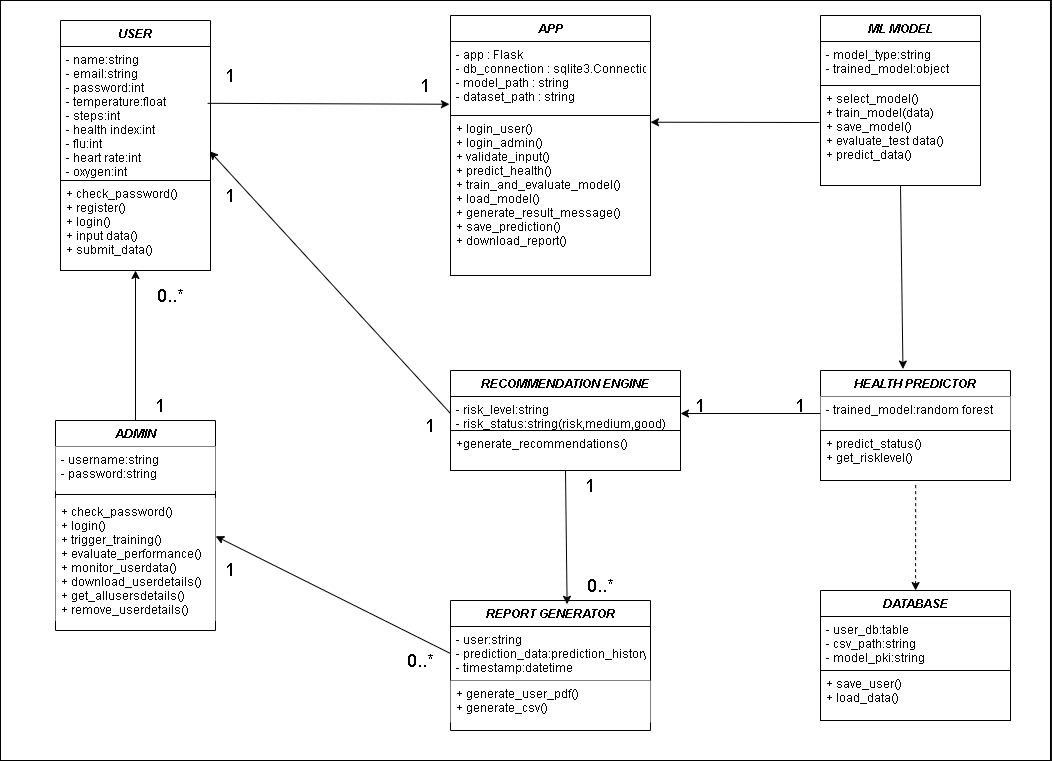 USER
- name:string
- email:string
- password:int
- temperature:float
- steps:int
- health index:int
- flu:int
- heart rate:int
- oxygen:int
+ check_password()
+ register()
+ login()
+ input data()
+ submit_data()
1
1
APP
- app : Flask
- db_connection : sqlite3.Connectic
- model_path : string
- dataset_path : string
+ login_user()
+ login_admin()
+ validate_input()
+ predict_health()
+ train_and_evaluate_model()
+ load_model()
+ generate_result_message()
+ save_prediction()
+ download_report()
ML MODEL
- model_type:string
- trained_model:object
+ select_model()
+ train_model(data)
+ save_model()
+ evaluate_test data()
+ predict_data()
1
0..*
1
1
RECOMMENDATION ENGINE
- risk_level:string
- risk_status:string(risk,medium,good)
+generate_recommendations()
1
1
HEALTH PREDICTOR
- trained_model:random forest
+ predict_status()
+ get_risklevel()
ADMIN
- username:string
- password:string
+ check_password()
+ login()
+ trigger_training()
+ evaluate_performance()
+ monitor_userdata()
+ download_userdetails()
+ get_allusersdetails()
+ remove_userdetails()
1
1
0..*
0..*
REPORT GENERATOR
- user:string
- prediction_data:prediction_history
- timestamp:datetime
+ generate_user_pdf()
+ generate_csv()
DATABASE
- user_db:table
- csv_path:string
- model_pki:string
+ save_user()
+ load_data()